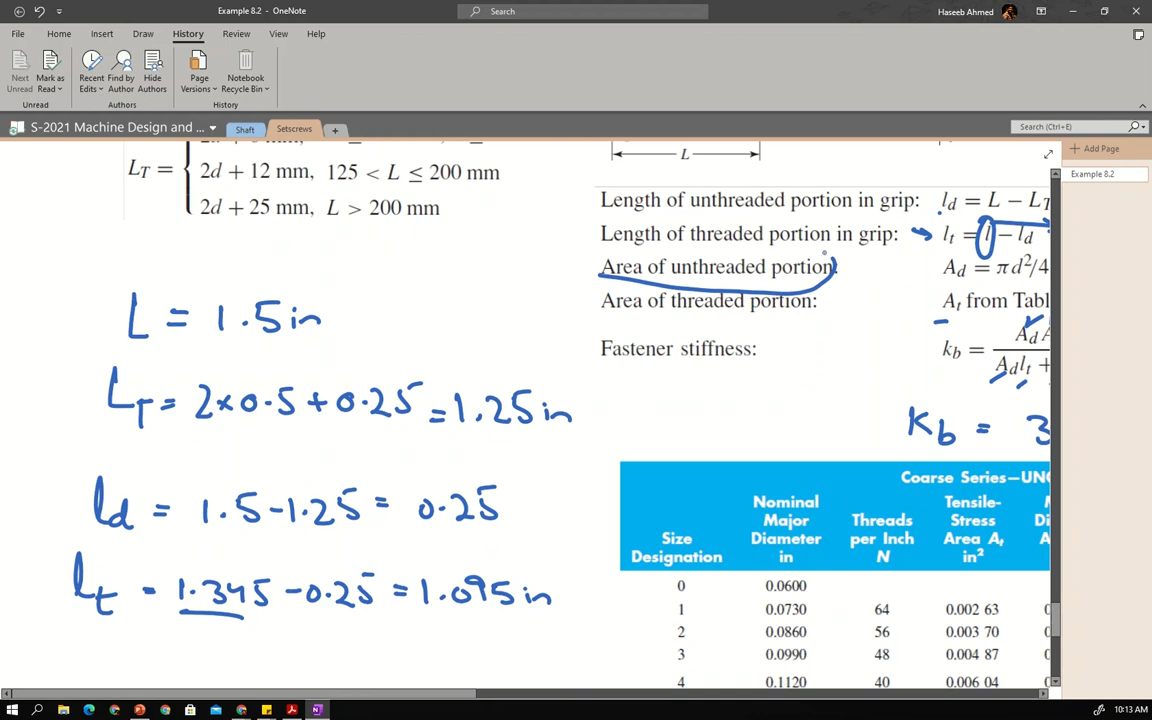 Example 8.2 - OneNote
Search
Haseeb Ahmed
File Home Insert Draw History Review View Help
Next Unread
Mark as Read
Recent Edits
Find by Author
Hide Authors
Page Versions
Notebook Recycle Bin
Unread Authors History
S-2021 Machine Design and ...
Shaft
Setscrews
Search (Ctrl+E)
Add Page
Example 8.2
L_T =
2d + 12 mm, 125 < L ≤ 200 mm
2d + 25 mm, L > 200 mm
L = 1.5in
L_T = 2×0.5+0.25 = 1.25 in
l_d = 1.5-1.25 = 0.25
l_t = 1.345 - 0.25 = 1.095 in
L
Length of unthreaded portion in grip: l_d = L − L_T
Length of threaded portion in grip: l_t = l − l_d
Area of unthreaded portion: A_d = πd²/4
Area of threaded portion: A_t from Tabl
Fastener stiffness: k_b = A_d A / A_d l_t +
K_b = 3
Coarse Series—UNC
Size Designation
Nominal Major Diameter in
Threads per Inch N
Tensile-Stress Area A_t in²
0 0.0600
1 0.0730 64 0.002 63
2 0.0860 56 0.003 70
3 0.0990 48 0.004 87
4 0.1120 40 0.006 04
10:13 AM